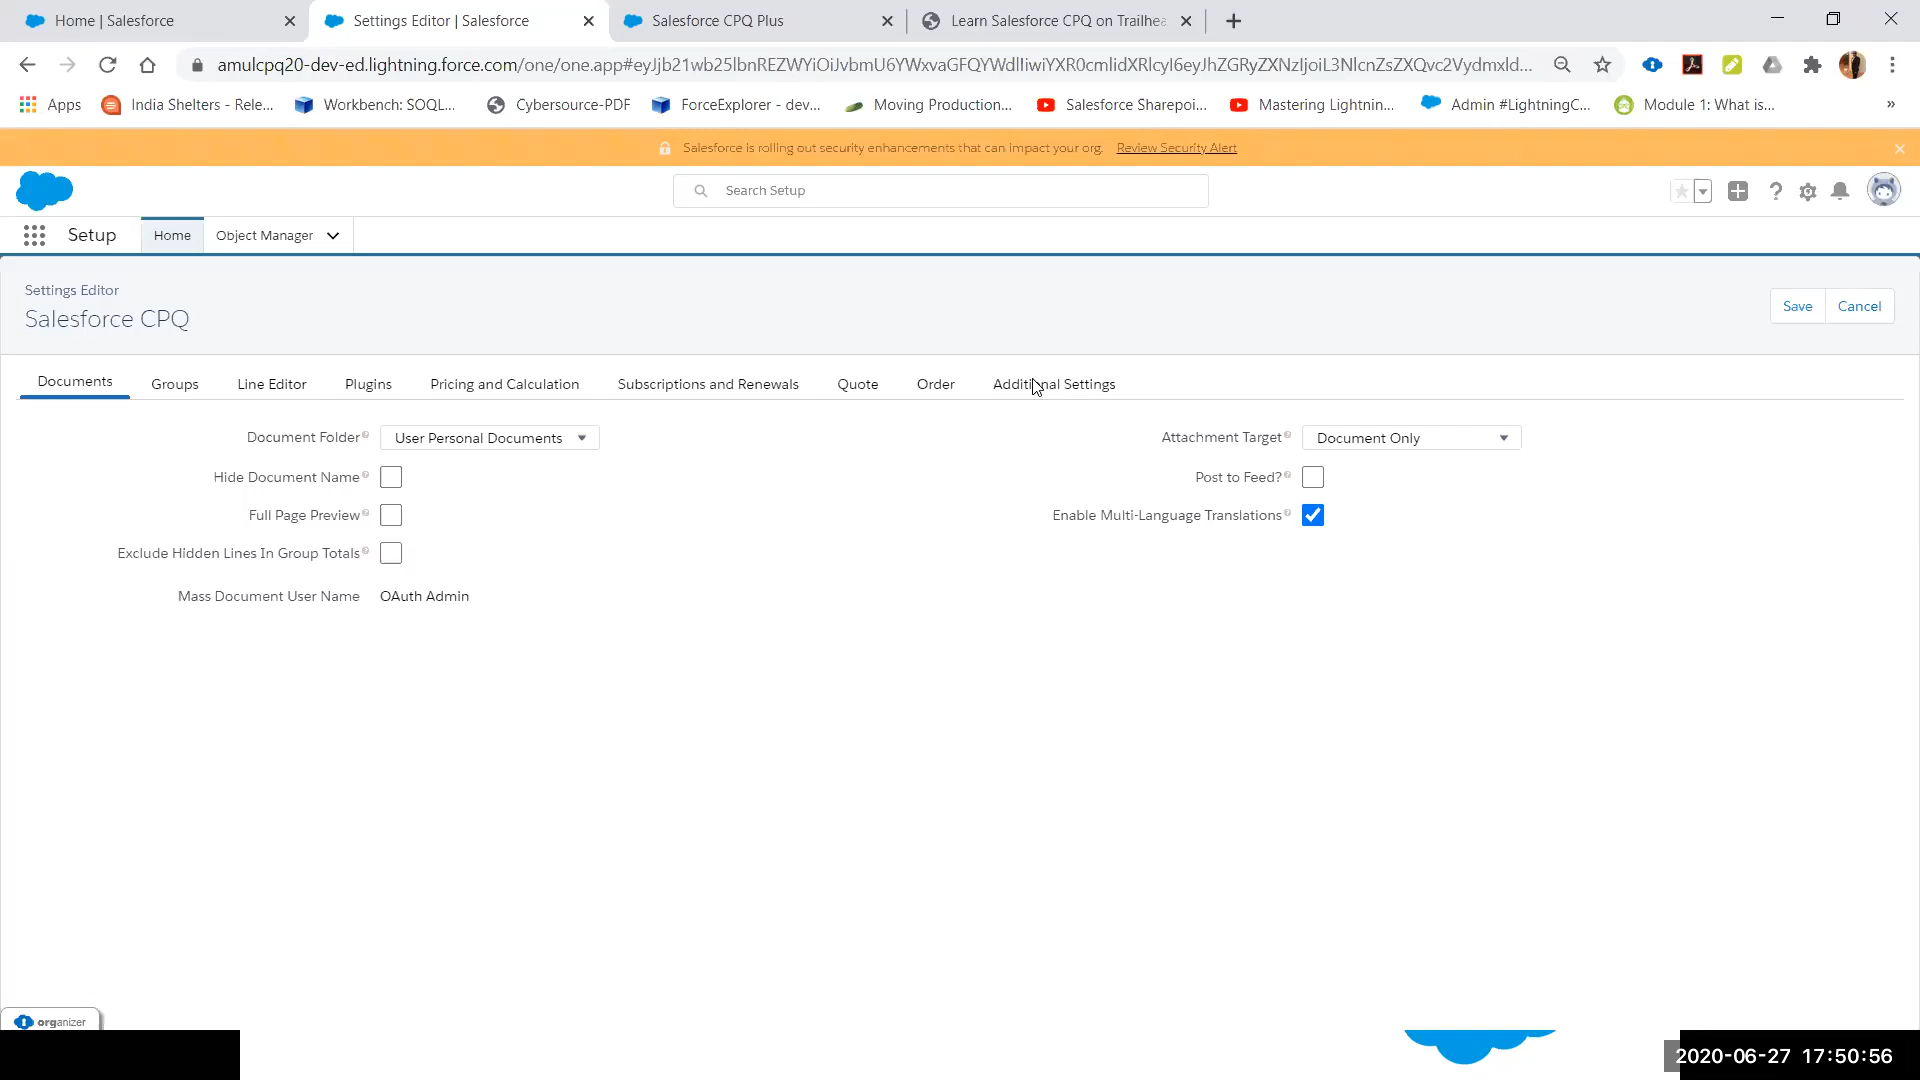 Home | Salesforce
Settings Editor | Salesforce
Salesforce CPQ Plus
Learn Salesforce CPQ on Trailhea
amulcpq20-dev-ed.lightning.force.com/one/one.app#
Apps
India Shelters - Rele...
Workbench: SOQL...
Cybersource-PDF
ForceExplorer - dev...
Moving Production...
Salesforce Sharepoi...
Mastering Lightnin...
Admin #LightningC...
Module 1: What is...
»
Salesforce is rolling out security enhancements that can impact your org. Review Security Alert
Search Setup
Setup
Home
Object Manager
Settings Editor
Salesforce CPQ
Save
Cancel
Documents
Groups
Line Editor
Plugins
Pricing and Calculation
Subscriptions and Renewals
Quote
Order
Additional Settings
Document Folder
User Personal Documents
Attachment Target
Document Only
Hide Document Name
Post to Feed?
Full Page Preview
Enable Multi-Language Translations
Exclude Hidden Lines In Group Totals
Mass Document User Name
OAuth Admin
organizer
2020-06-27 17:50:56